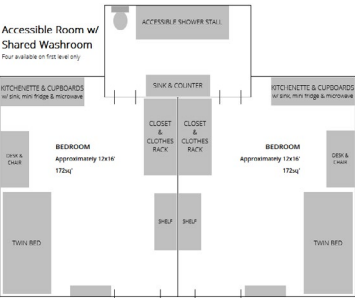 Accessible Room w/
Shared Washroom
Four available on first level only
ACCESSIBLE SHOWER STALL
KITCHENETTE & CUPBOARDS
w/ sink, mini fridge & microwave
SINK & COUNTER
KITCHENETTE & CUPBOARDS
w/ sink, mini fridge & microwave
CLOSET
&
CLOTHES
RACK
CLOSET
&
CLOTHES
RACK
DESK &
CHAIR
BEDROOM
Approximately 12x16'
172sq'
BEDROOM
Approximately 12x16'
172sq'
DESK &
CHAIR
SHELF
SHELF
TWIN BED
TWIN BED